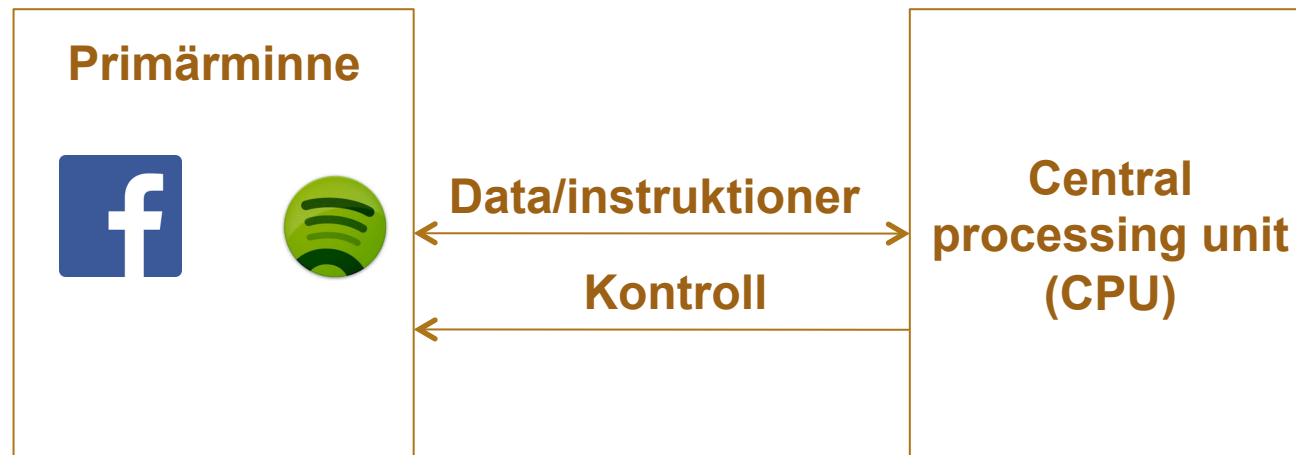 Primärminne
f
Data/instruktioner
Kontroll
Central
processing unit
(CPU)